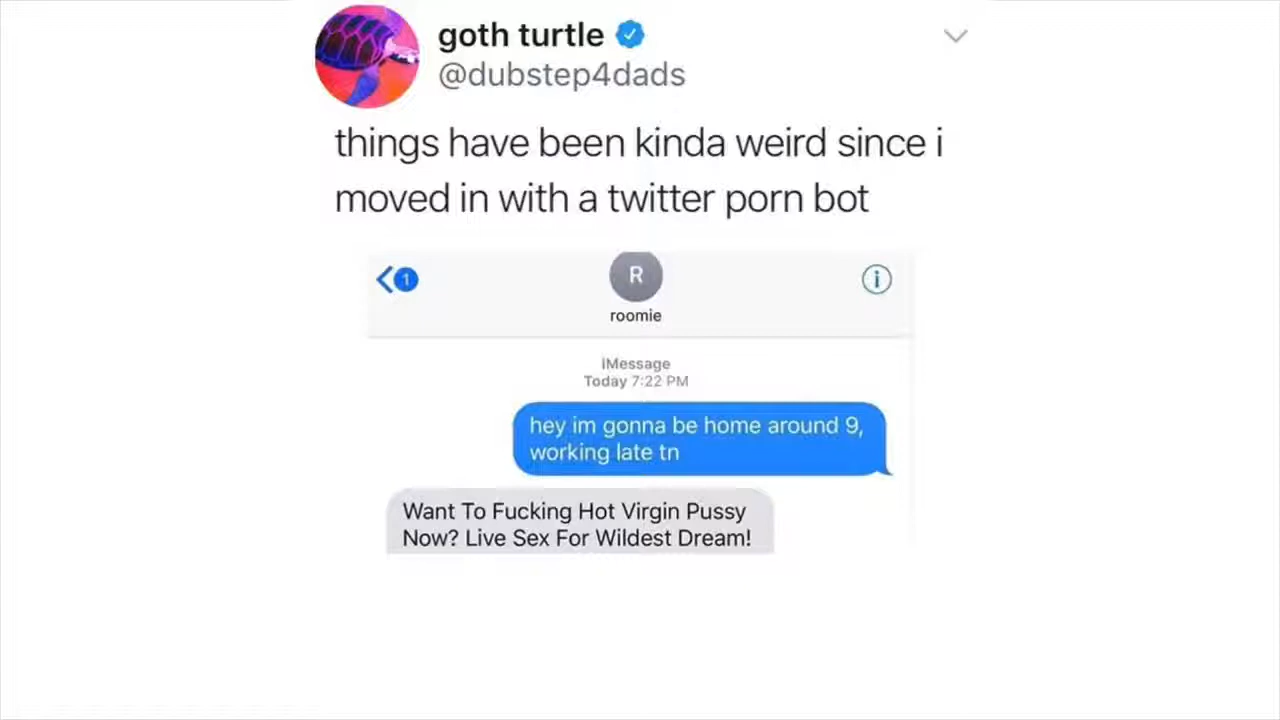 goth turtle
@dubstep4dads
things have been kinda weird since i
moved in with a twitter porn bot
1
R
roomie
iMessage
Today 7:22 PM
hey im gonna be home around 9,
working late tn
Want To Fucking Hot Virgin Pussy
Now? Live Sex For Wildest Dream!